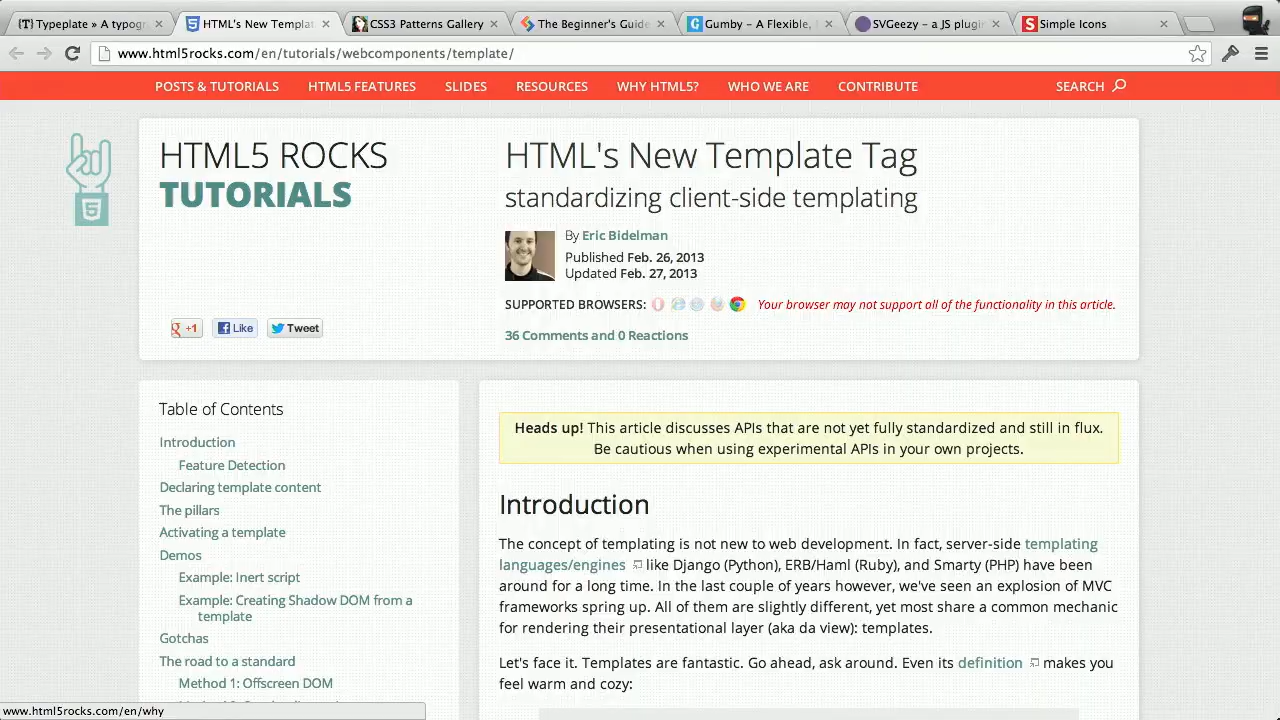 {T} Typeplate » A typogr
HTML's New Templat
CSS3 Patterns Gallery
The Beginner's Guide
Gumby – A Flexible,
SVGeezy – a JS plugin
Simple Icons
www.html5rocks.com/en/tutorials/webcomponents/template/
POSTS & TUTORIALS HTML5 FEATURES SLIDES RESOURCES WHY HTML5? WHO WE ARE CONTRIBUTE SEARCH
HTML5 ROCKS
TUTORIALS
+1
Like
Tweet
HTML's New Template Tag
standardizing client-side templating
By Eric Bidelman
Published Feb. 26, 2013
Updated Feb. 27, 2013
SUPPORTED BROWSERS: Your browser may not support all of the functionality in this article.
36 Comments and 0 Reactions
Table of Contents
Introduction
Feature Detection
Declaring template content
The pillars
Activating a template
Demos
Example: Inert script
Example: Creating Shadow DOM from a
template
Gotchas
The road to a standard
Method 1: Offscreen DOM
Heads up! This article discusses APIs that are not yet fully standardized and still in flux.
Be cautious when using experimental APIs in your own projects.
Introduction
The concept of templating is not new to web development. In fact, server-side templating
languages/engines like Django (Python), ERB/Haml (Ruby), and Smarty (PHP) have been
around for a long time. In the last couple of years however, we've seen an explosion of MVC
frameworks spring up. All of them are slightly different, yet most share a common mechanic
for rendering their presentational layer (aka da view): templates.
Let's face it. Templates are fantastic. Go ahead, ask around. Even its definition makes you
feel warm and cozy:
www.html5rocks.com/en/why